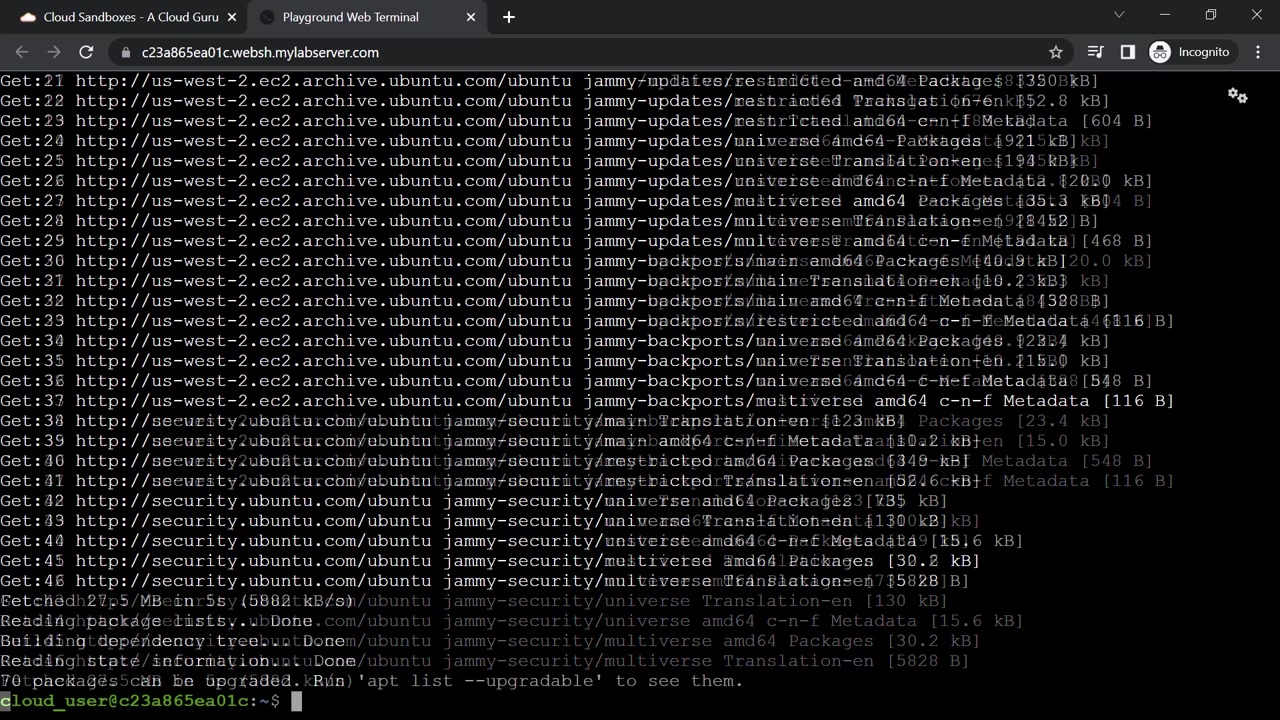 Cloud Sandboxes - A Cloud Guru
Playground Web Terminal
c23a865ea01c.websh.mylabserver.com
Incognito
http://us-west-2.ec2.archive.ubuntu.com/ubuntu jammy-updates/restricted amd64 Packages
http://us-west-2.ec2.archive.ubuntu.com/ubuntu jammy-updates/restricted Translation-en [52.8 kB]
Get:23 http://us-west-2.ec2.archive.ubuntu.com/ubuntu jammy-updates/restricted amd64 c-n-f Metadata [604 B]
Get:24 http://us-west-2.ec2.archive.ubuntu.com/ubuntu jammy-updates/universe amd64 Packages [921 kB]
Get:25 http://us-west-2.ec2.archive.ubuntu.com/ubuntu jammy-updates/universe Translation-en [194 kB]
Get:26 http://us-west-2.ec2.archive.ubuntu.com/ubuntu jammy-updates/universe amd64 c-n-f Metadata [20.0 kB]
Get:27 http://us-west-2.ec2.archive.ubuntu.com/ubuntu jammy-updates/multiverse amd64 Packages [35.3 kB]
Get:28 http://us-west-2.ec2.archive.ubuntu.com/ubuntu jammy-updates/multiverse Translation-en [8452 B]
Get:29 http://us-west-2.ec2.archive.ubuntu.com/ubuntu jammy-updates/multiverse amd64 c-n-f Metadata [468 B]
Get:30 http://us-west-2.ec2.archive.ubuntu.com/ubuntu jammy-backports/main amd64 Packages [40.9 kB]
Get:31 http://us-west-2.ec2.archive.ubuntu.com/ubuntu jammy-backports/main Translation-en [10.2 kB]
Get:32 http://us-west-2.ec2.archive.ubuntu.com/ubuntu jammy-backports/main amd64 c-n-f Metadata [388 B]
Get:33 http://us-west-2.ec2.archive.ubuntu.com/ubuntu jammy-backports/restricted amd64 c-n-f Metadata [116 B]
Get:34 http://us-west-2.ec2.archive.ubuntu.com/ubuntu jammy-backports/universe amd64 Packages [23.4 kB]
Get:35 http://us-west-2.ec2.archive.ubuntu.com/ubuntu jammy-backports/universe Translation-en [15.0 kB]
Get:36 http://us-west-2.ec2.archive.ubuntu.com/ubuntu jammy-backports/universe amd64 c-n-f Metadata [548 B]
Get:37 http://us-west-2.ec2.archive.ubuntu.com/ubuntu jammy-backports/multiverse amd64 c-n-f Metadata [116 B]
Get:38 http://security.ubuntu.com/ubuntu jammy-security/main Translation-en [123 kB]
Get:39 http://security.ubuntu.com/ubuntu jammy-security/main amd64 c-n-f Metadata [10.2 kB]
Get:40 http://security.ubuntu.com/ubuntu jammy-security/restricted amd64 Packages [349 kB]
Get:41 http://security.ubuntu.com/ubuntu jammy-security/restricted Translation-en [52.6 kB]
Get:42 http://security.ubuntu.com/ubuntu jammy-security/universe amd64 Packages [735 kB]
Get:43 http://security.ubuntu.com/ubuntu jammy-security/universe Translation-en [130 kB]
Get:44 http://security.ubuntu.com/ubuntu jammy-security/universe amd64 c-n-f Metadata [15.6 kB]
Get:45 http://security.ubuntu.com/ubuntu jammy-security/multiverse amd64 Packages [30.2 kB]
Get:46 http://security.ubuntu.com/ubuntu jammy-security/multiverse Translation-en [5828 B]
Fetched 27.5 MB in 5s (5882 kB/s)
Reading package lists... Done
Building dependency tree... Done
Reading state information... Done
70 packages can be upgraded. Run 'apt list --upgradable' to see them.
cloud_user@c23a865ea01c:~$